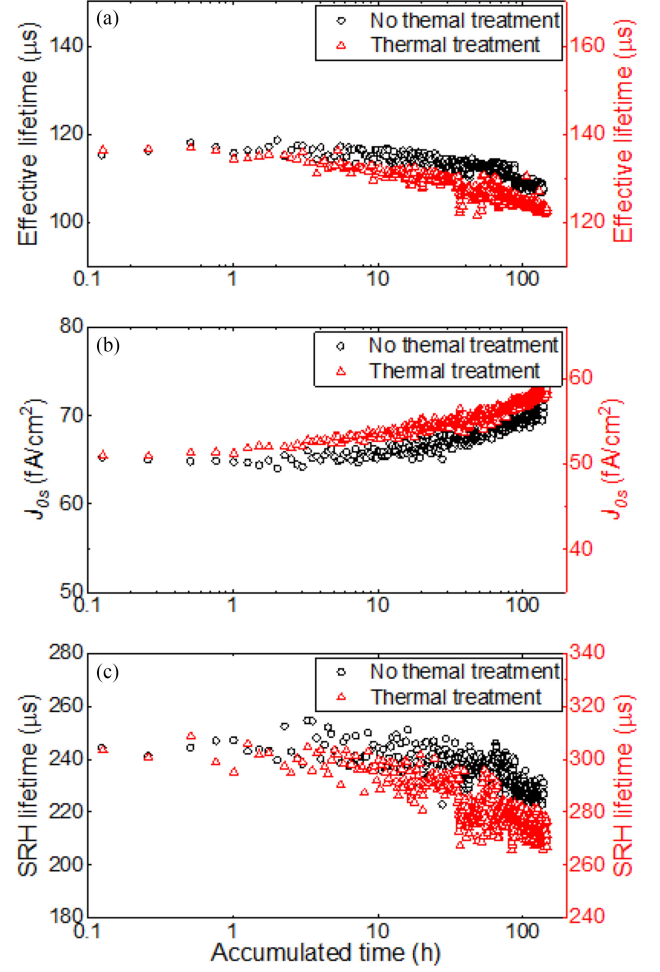 (a)
No themal treatment
Thermal treatment
Effective lifetime (μs)
140
120
100
160
140
120
Effective lifetime (μs)
0.1 1 10 100
(b)
No themal treatment
Thermal treatment
J0s (fA/cm²)
80
70
60
50
60
50
40
J0s (fA/cm²)
0.1 1 10 100
(c)
No themal treatment
Thermal treatment
SRH lifetime (μs)
280
260
240
220
200
180
340
320
300
280
260
240
SRH lifetime (μs)
0.1 1 10 100
Accumulated time (h)